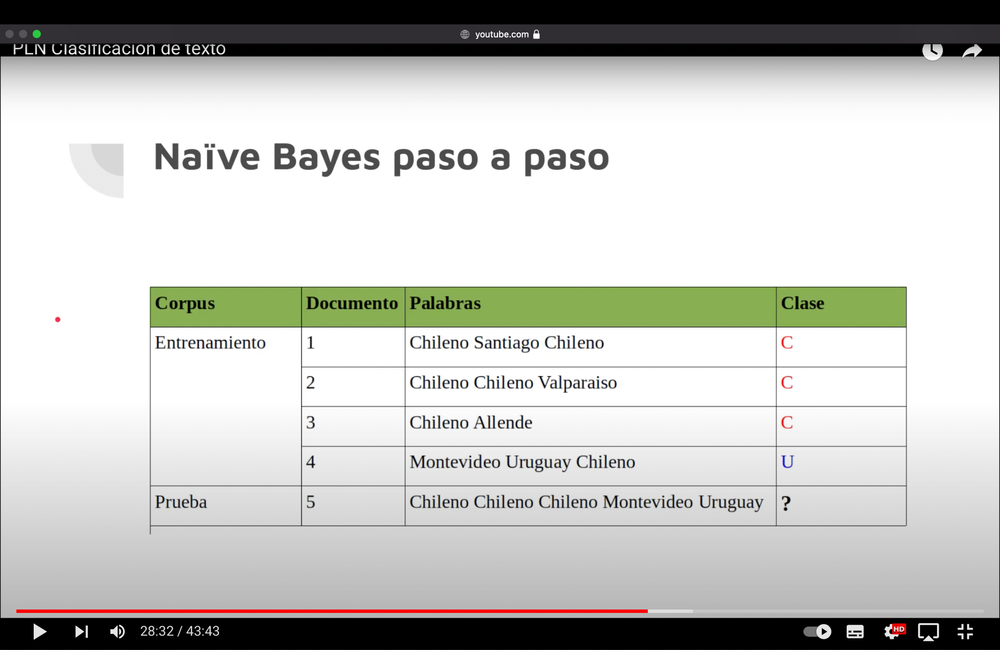 youtube.com
PLN Clasificación de texto
Naïve Bayes paso a paso
Corpus Documento Palabras Clase
Entrenamiento 1 Chileno Santiago Chileno C
2 Chileno Chileno Valparaiso C
3 Chileno Allende C
4 Montevideo Uruguay Chileno U
Prueba 5 Chileno Chileno Chileno Montevideo Uruguay ?
28:32 / 43:43
HD